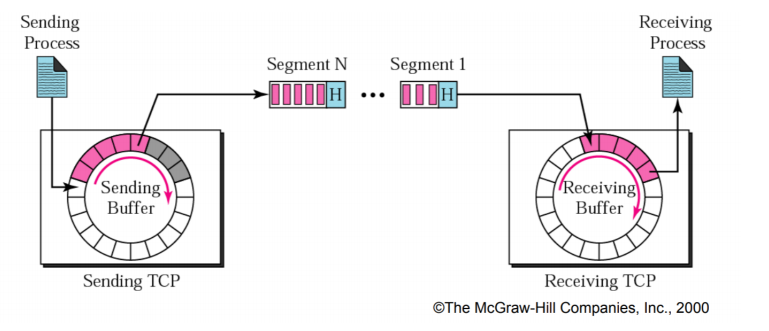 Sending
Process
Receiving
Process
Segment N
Segment 1
H
•••
H
Sending
Buffer
Receiving
Buffer
Sending TCP
Receiving TCP
©The McGraw-Hill Companies, Inc., 2000